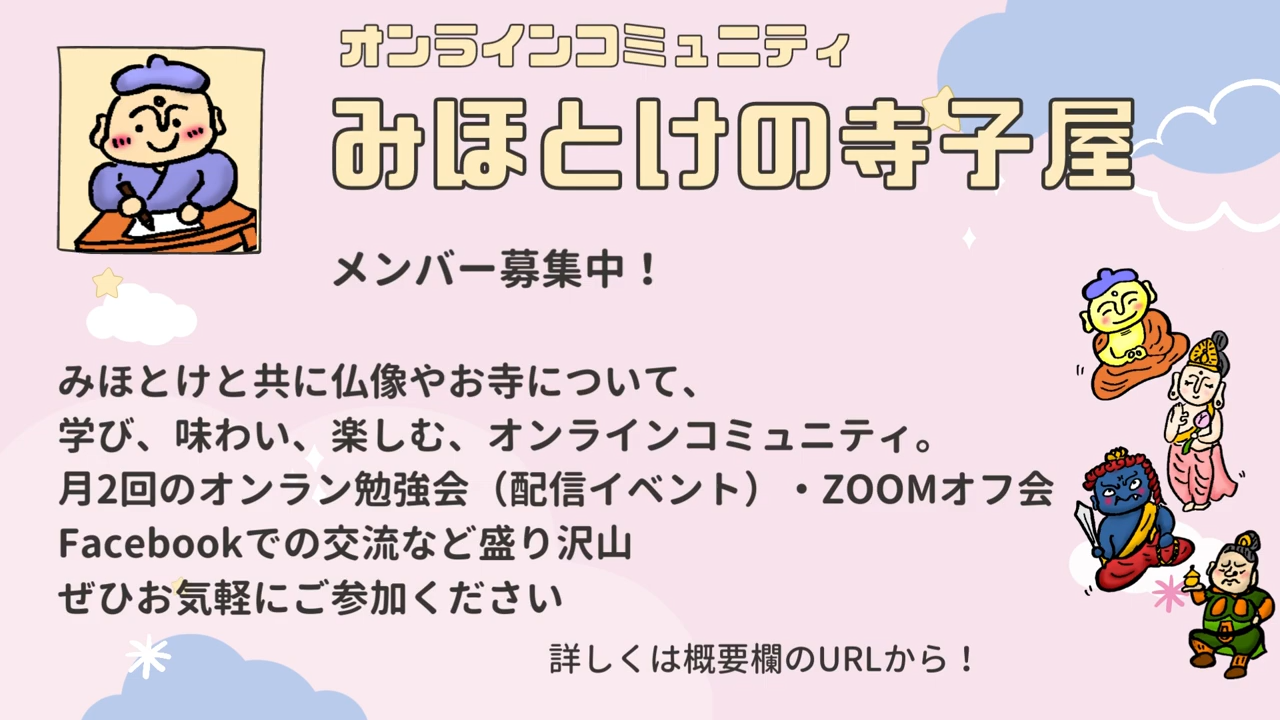 オンラインコミュニティ
みほとけの寺子屋
メンバー募集中！
みほとけと共に仏像やお寺について、
学び、味わい、楽しむ、オンラインコミュニティ。
月2回のオンラン勉強会（配信イベント）・ZOOMオフ会
Facebookでの交流など盛り沢山
ぜひお気軽にご参加ください
詳しくは概要欄のURLから！